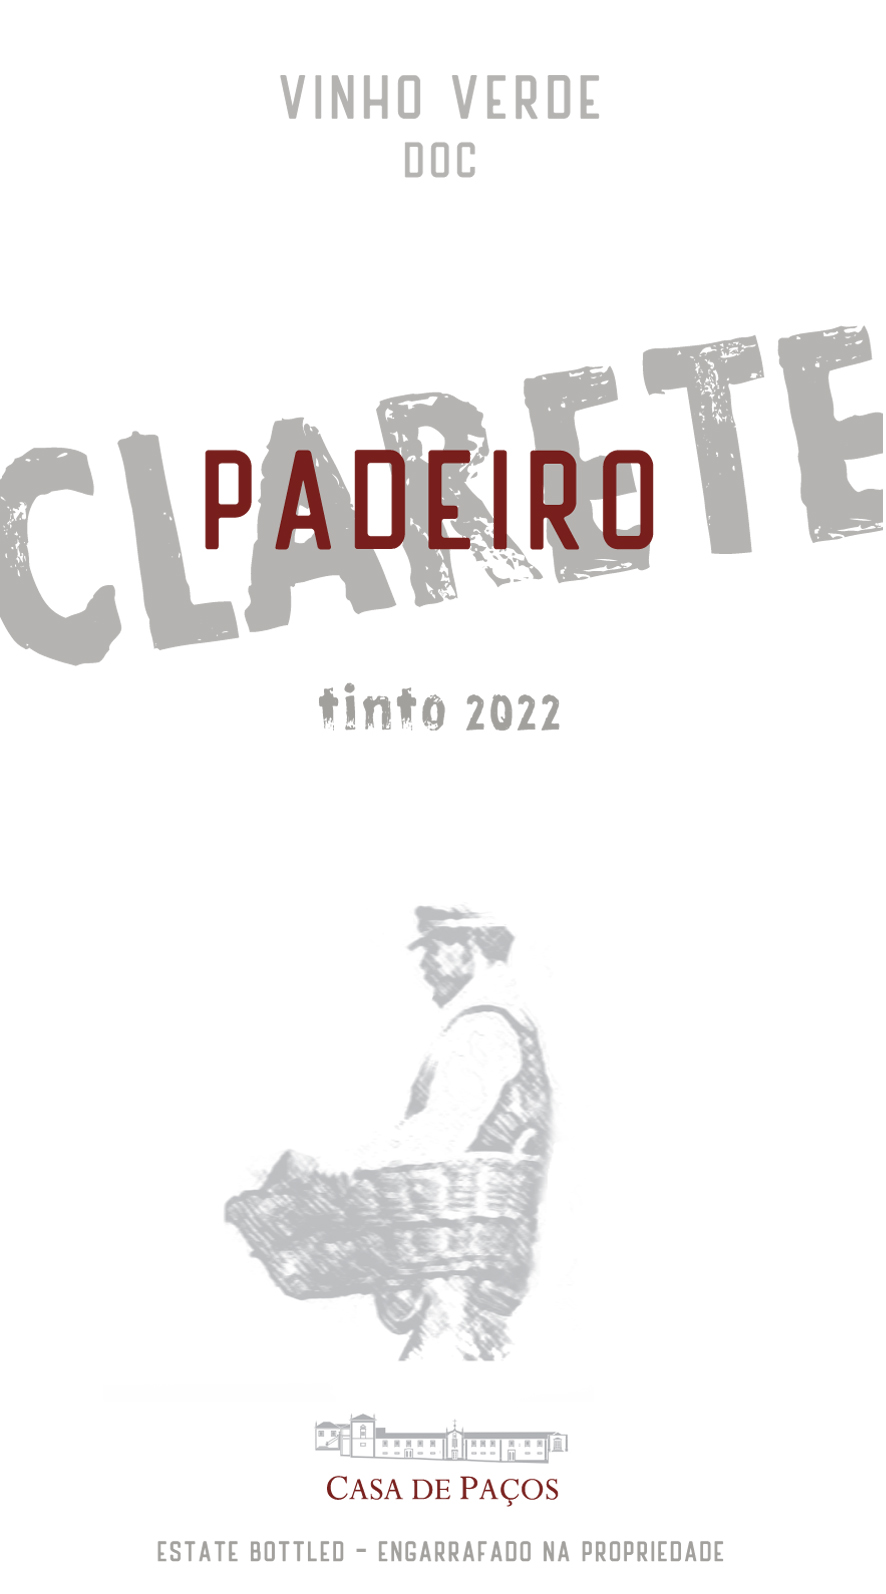 VINHO VERDE
DOC
CLARETE
PADEIRO
tinto 2022
CASA DE PAÇOS
ESTATE BOTTLED - ENGARRAFADO NA PROPRIEDADE